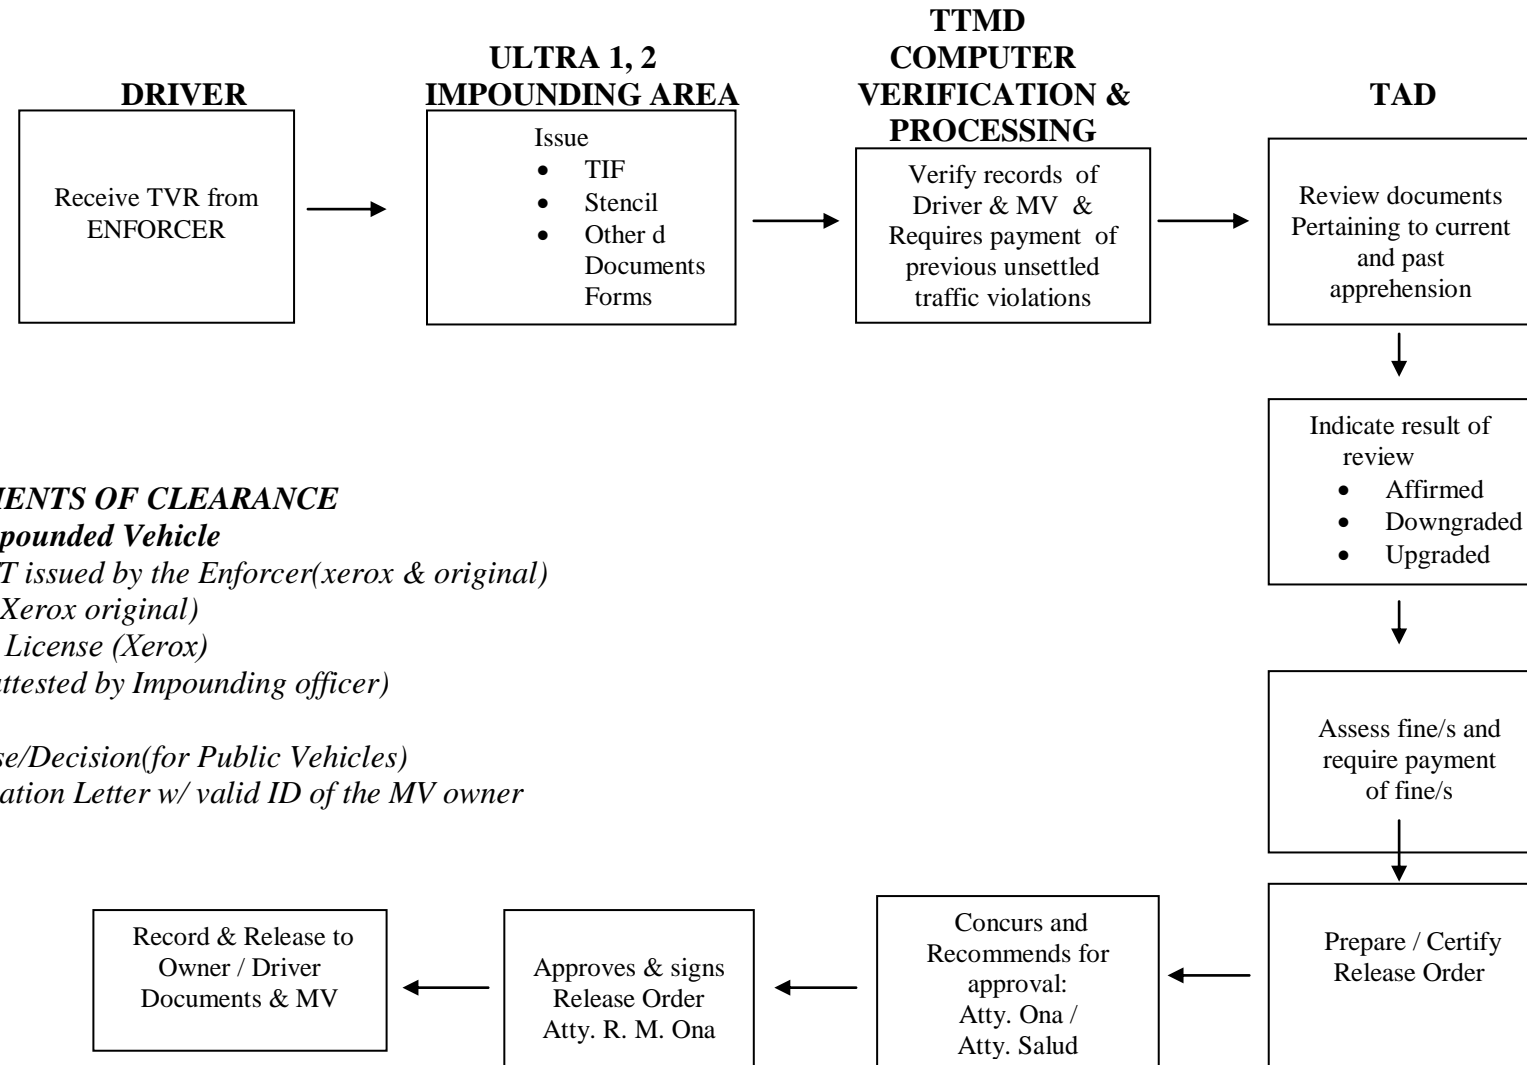 DRIVER
Receive TVR from
ENFORCER
ULTRA 1, 2
IMPOUNDING AREA
Issue
• TIF
• Stencil
• Other d
Documents
Forms
TTMD
COMPUTER
VERIFICATION &
PROCESSING
Verify records of
Driver & MV &
Requires payment of
previous unsettled
traffic violations
TAD
Review documents
Pertaining to current
and past
apprehension
Indicate result of
review
• Affirmed
• Downgraded
• Upgraded
Assess fine/s and
require payment
of fine/s
Prepare / Certify
Release Order
Concurs and
Recommends for
approval:
Atty. Ona /
Atty. Salud
Approves & signs
Release Order
Atty. R. M. Ona
Record & Release to
Owner / Driver
Documents & MV
MENTS OF CLEARANCE
pounded Vehicle
T issued by the Enforcer(xerox & original)
Xerox original)
License (Xerox)
attested by Impounding officer)
se/Decision(for Public Vehicles)
ation Letter w/ valid ID of the MV owner